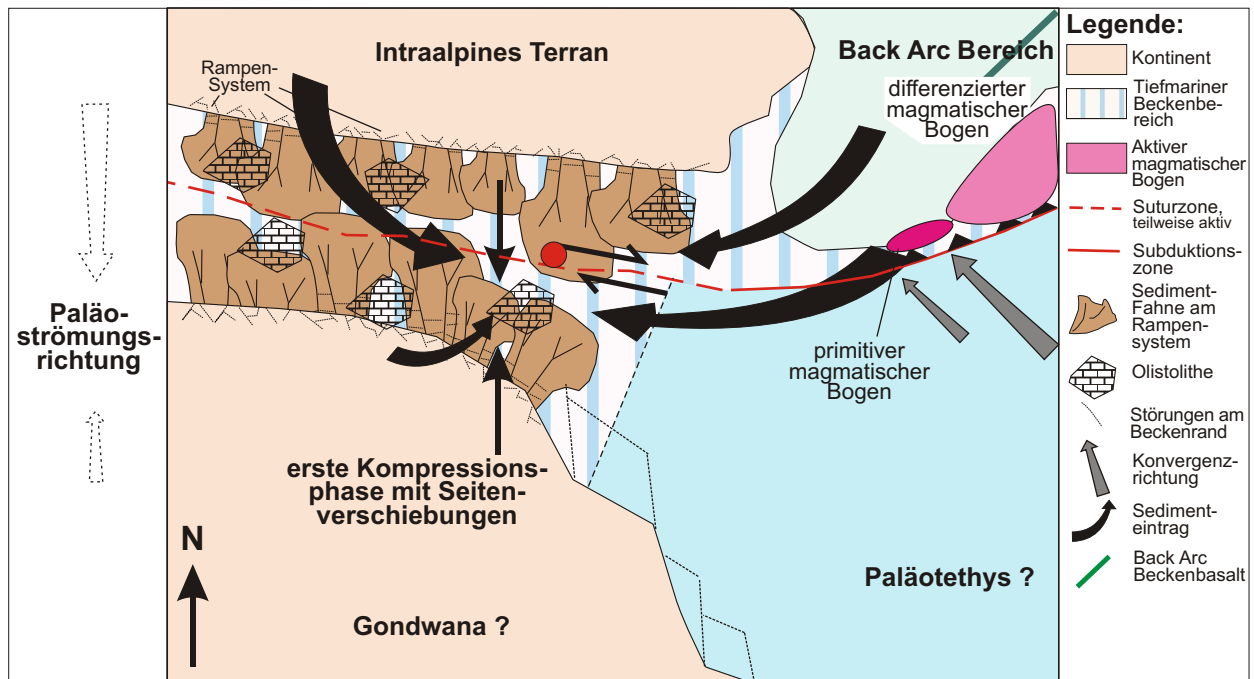 Intraalpines Terran
Rampen-
System
Back Arc Bereich
differenzierter
magmatischer
Bogen
Paläo-
strömungs-
richtung
primitiver
magmatischer
Bogen
erste Kompressions-
phase mit Seiten-
verschiebungen
N
Gondwana ?
Paläotethys ?
Legende:
Kontinent
Tiefmariner
Beckenbe-
reich
Aktiver
magmatischer
Bogen
Suturzone,
teilweise aktiv
Subduktions-
zone
Sediment-
Fahne am
Rampen-
system
Olistolithe
Störungen am
Beckenrand
Konvergenz-
richtung
Sediment-
eintrag
Back Arc
Beckenbasalt